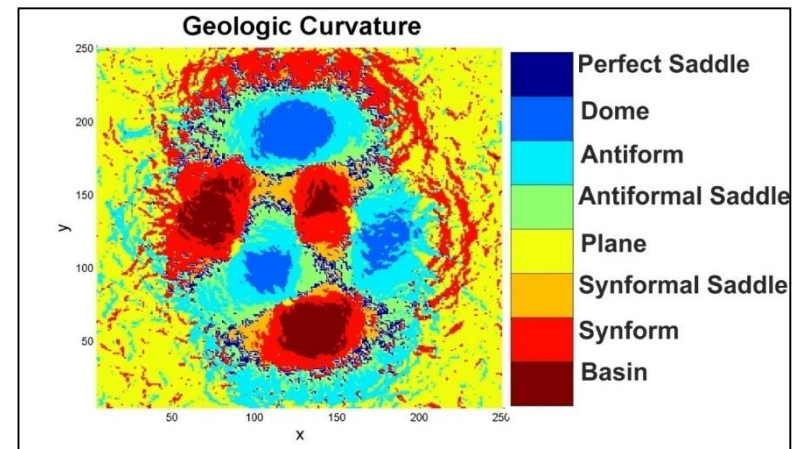 Geologic Curvature
250
200
150
100
50
y
50
100
150
200
250
x
Perfect Saddle
Dome
Antiform
Antiformal Saddle
Plane
Synformal Saddle
Synform
Basin